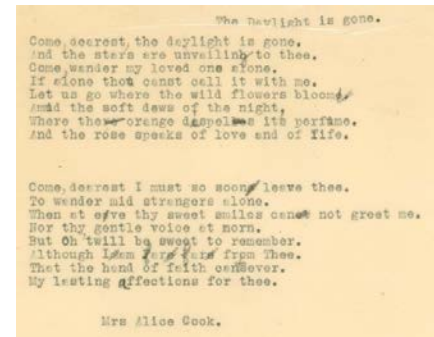 The Daylight is gone.
Come,dearest,the daylight is gone.
And the stars are unvailing to thee.
Come,wander my loved one alone.
If alone thou canst call it with me.
Let us go where the wild flowers bloom
Amid the soft dews of the night,
Where the orange despelles its perfume.
And the rose speaks of love and of life.
Come,dearest I must so soon leave thee.
To wander mid strangers alone.
When at eve thy sweet smiles can not greet me.
Nor thy gentle voice at morn.
But Oh 'twill be sweet to remember.
Although I am from Thee.
That the hand of faith can sever.
My lasting affections for thee.
Mrs Alice Cook.